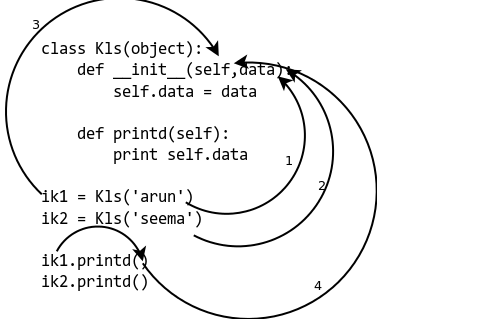 3
class Kls(object):
    def __init__(self,data):
        self.data = data
    def printd(self):
        print self.data
1
2
ik1 = Kls('arun')
ik2 = Kls('seema')
ik1.printd()
ik2.printd()
4